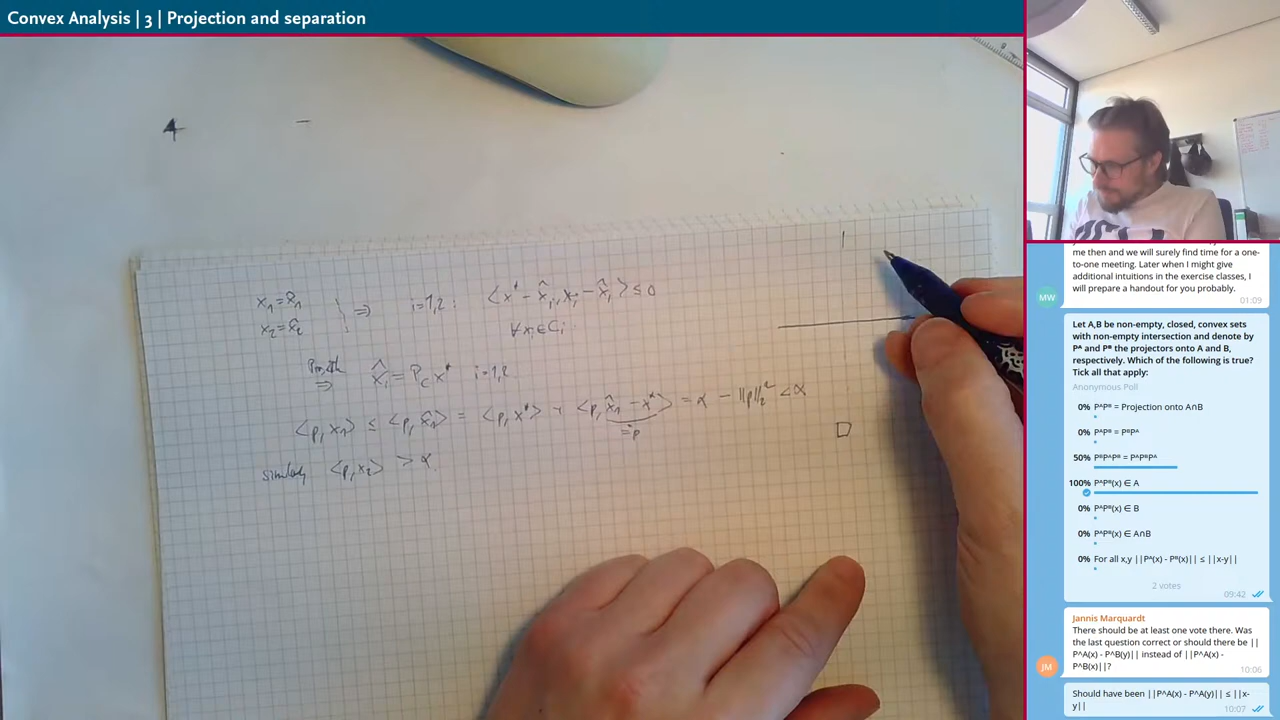 Convex Analysis | 3 | Projection and separation
4 -
x₁ = x̂₁
x₂ = x̂₂
⇒ i=1,2 : ⟨x* - x̂ᵢ, xᵢ - x̂ᵢ⟩ ≤ 0
∀xᵢ∈Cᵢ
⇒ x̂ᵢ = P_C x* i=1,2
⟨p, x₁⟩ ≤ ⟨p, x̂₁⟩ = ⟨p, x*⟩ + ⟨p, x̂₁ - x*⟩ = α - ||p||₂² < α
=p
similarly ⟨p, x₂⟩ > α
□
me then and we will surely find time for a one-
to-one meeting. Later when I might give
additional intuitions in the exercise classes, I
will prepare a handout for you probably.
MW
01:09
Let A,B be non-empty, closed, convex sets
with non-empty intersection and denote by
Pᴬ and Pᴮ the projectors onto A and B,
respectively. Which of the following is true?
Tick all that apply:
Anonymous Poll
0% PᴬPᴮ = Projection onto A∩B
0% PᴬPᴮ = PᴮPᴬ
50% PᴮPᴬPᴮ = PᴬPᴮPᴬ
100% PᴬPᴮ(x) ∈ A
0% PᴬPᴮ(x) ∈ B
0% PᴬPᴮ(x) ∈ A∩B
0% For all x,y ||Pᴬ(x) - Pᴮ(x)|| ≤ ||x-y||
2 votes
09:42
Jannis Marquardt
There should be at least one vote there. Was
the last question correct or should there be ||
P^A(x) - P^B(y)|| instead of ||P^A(x) -
P^B(x)||?
JM
10:06
Should have been ||P^A(x) - P^A(y)|| ≤ ||x-
y||
10:07